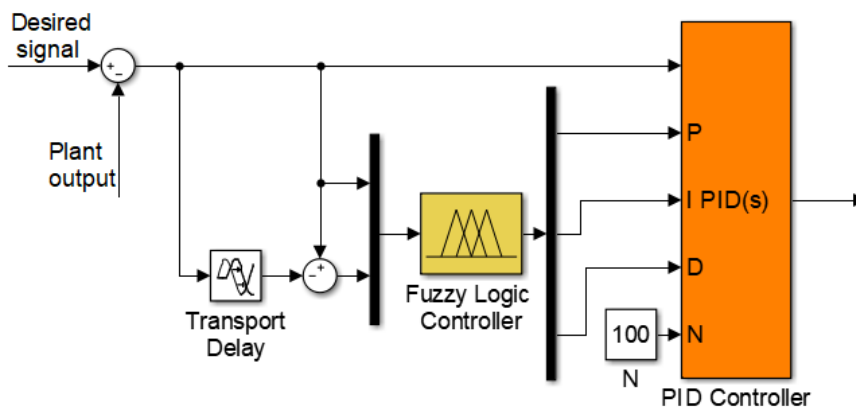 Desired
signal
+
−
Plant
output
Transport
Delay
−
+
Fuzzy Logic
Controller
P
I PID(s)
D
N
100
N
PID Controller